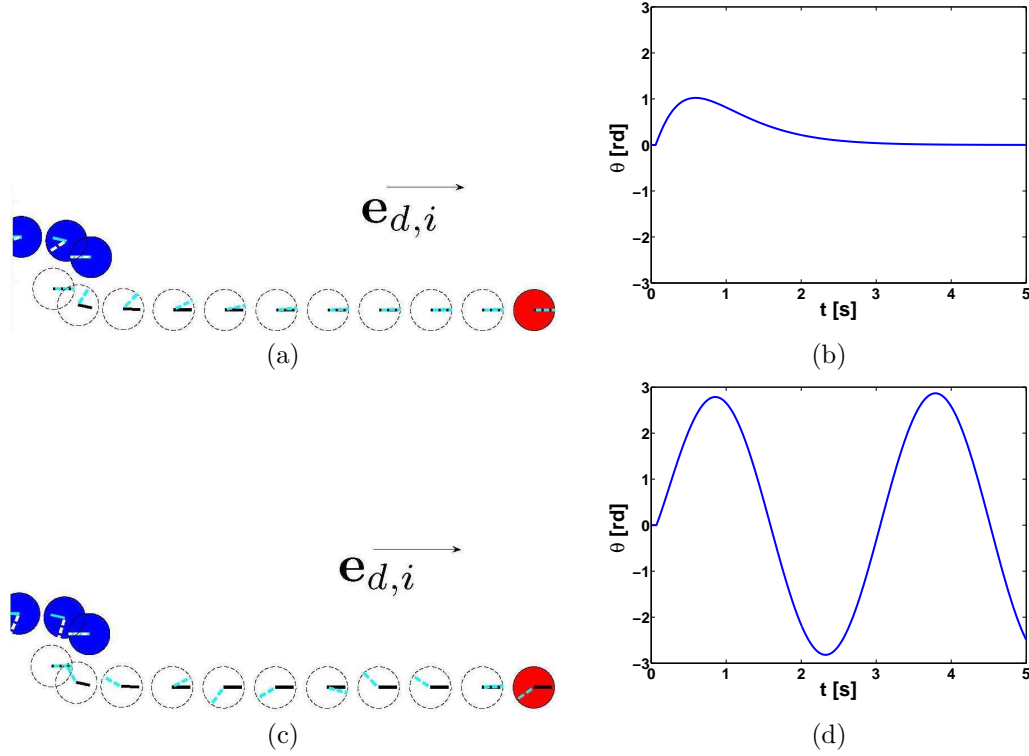 e_{d,i}
3
2
1
0
−1
−2
−3
θ [rd]
0 1 2 3 4 5
t [s]
(a) (b)
e_{d,i}
3
2
1
0
−1
−2
−3
θ [rd]
0 1 2 3 4 5
t [s]
(c) (d)